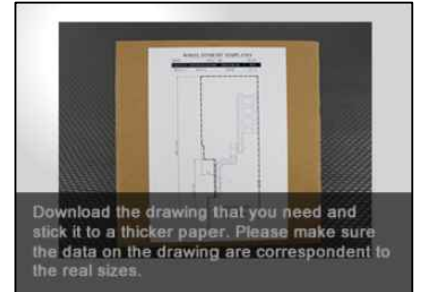 Download the drawing that you need and
stick it to a thicker paper. Please make sure
the data on the drawing are correspondent to
the real sizes.